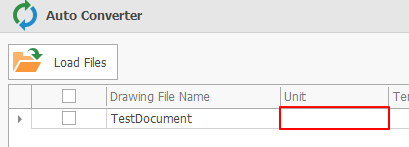 Auto Converter
Load Files
Drawing File Name Unit
TestDocument